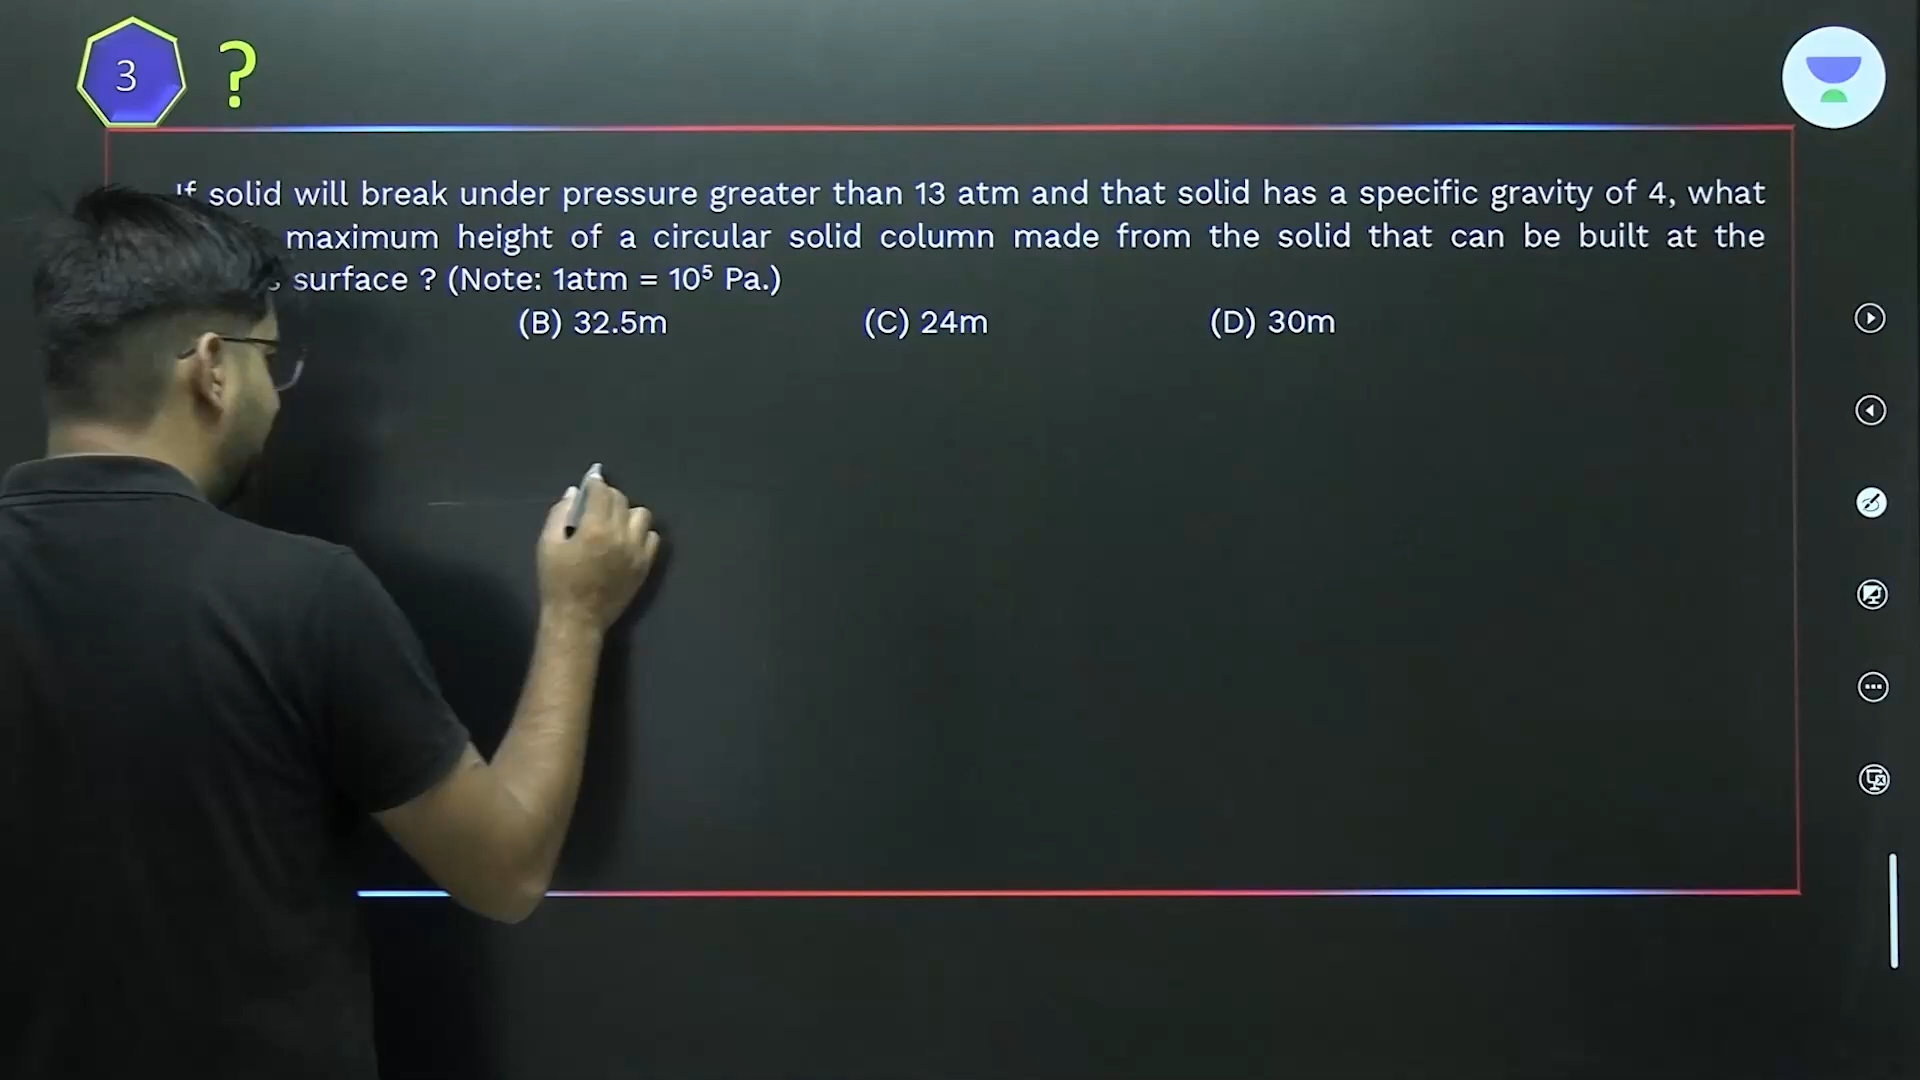 3 ?
If solid will break under pressure greater than 13 atm and that solid has a specific gravity of 4, what
maximum height of a circular solid column made from the solid that can be built at the
surface ? (Note: 1atm = 10⁵ Pa.)
(B) 32.5m (C) 24m (D) 30m